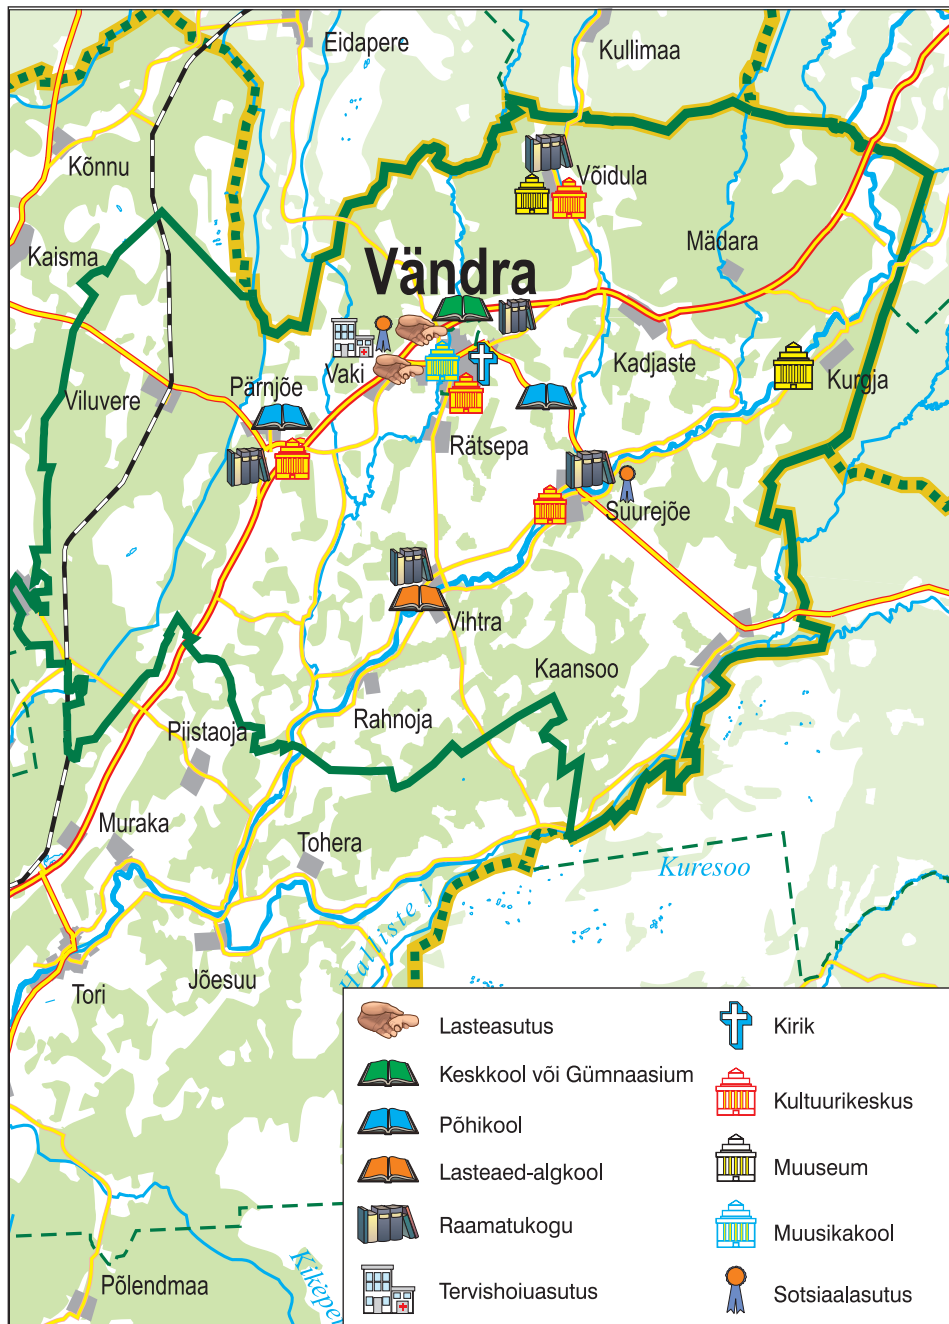 Eidapere
Kullimaa
Kõnnu
Võidula
Kaisma
Mädara
Vändra
Kadjaste
Vaki
Kurgja
Pärnjõe
Viluvere
Rätsepa
Suurejõe
Vihtra
Kaansoo
Rahnoja
Piistaoja
Muraka
Tohera
Kuresoo
Halliste j
Jõesuu
Tori
Lasteasutus
Kirik
Keskkool või Gümnaasium
Kultuurikeskus
Põhikool
Muuseum
Lasteaed-algkool
Raamatukogu
Muusikakool
Tervishoiuasutus
Sotsiaalasutus
Põlendmaa